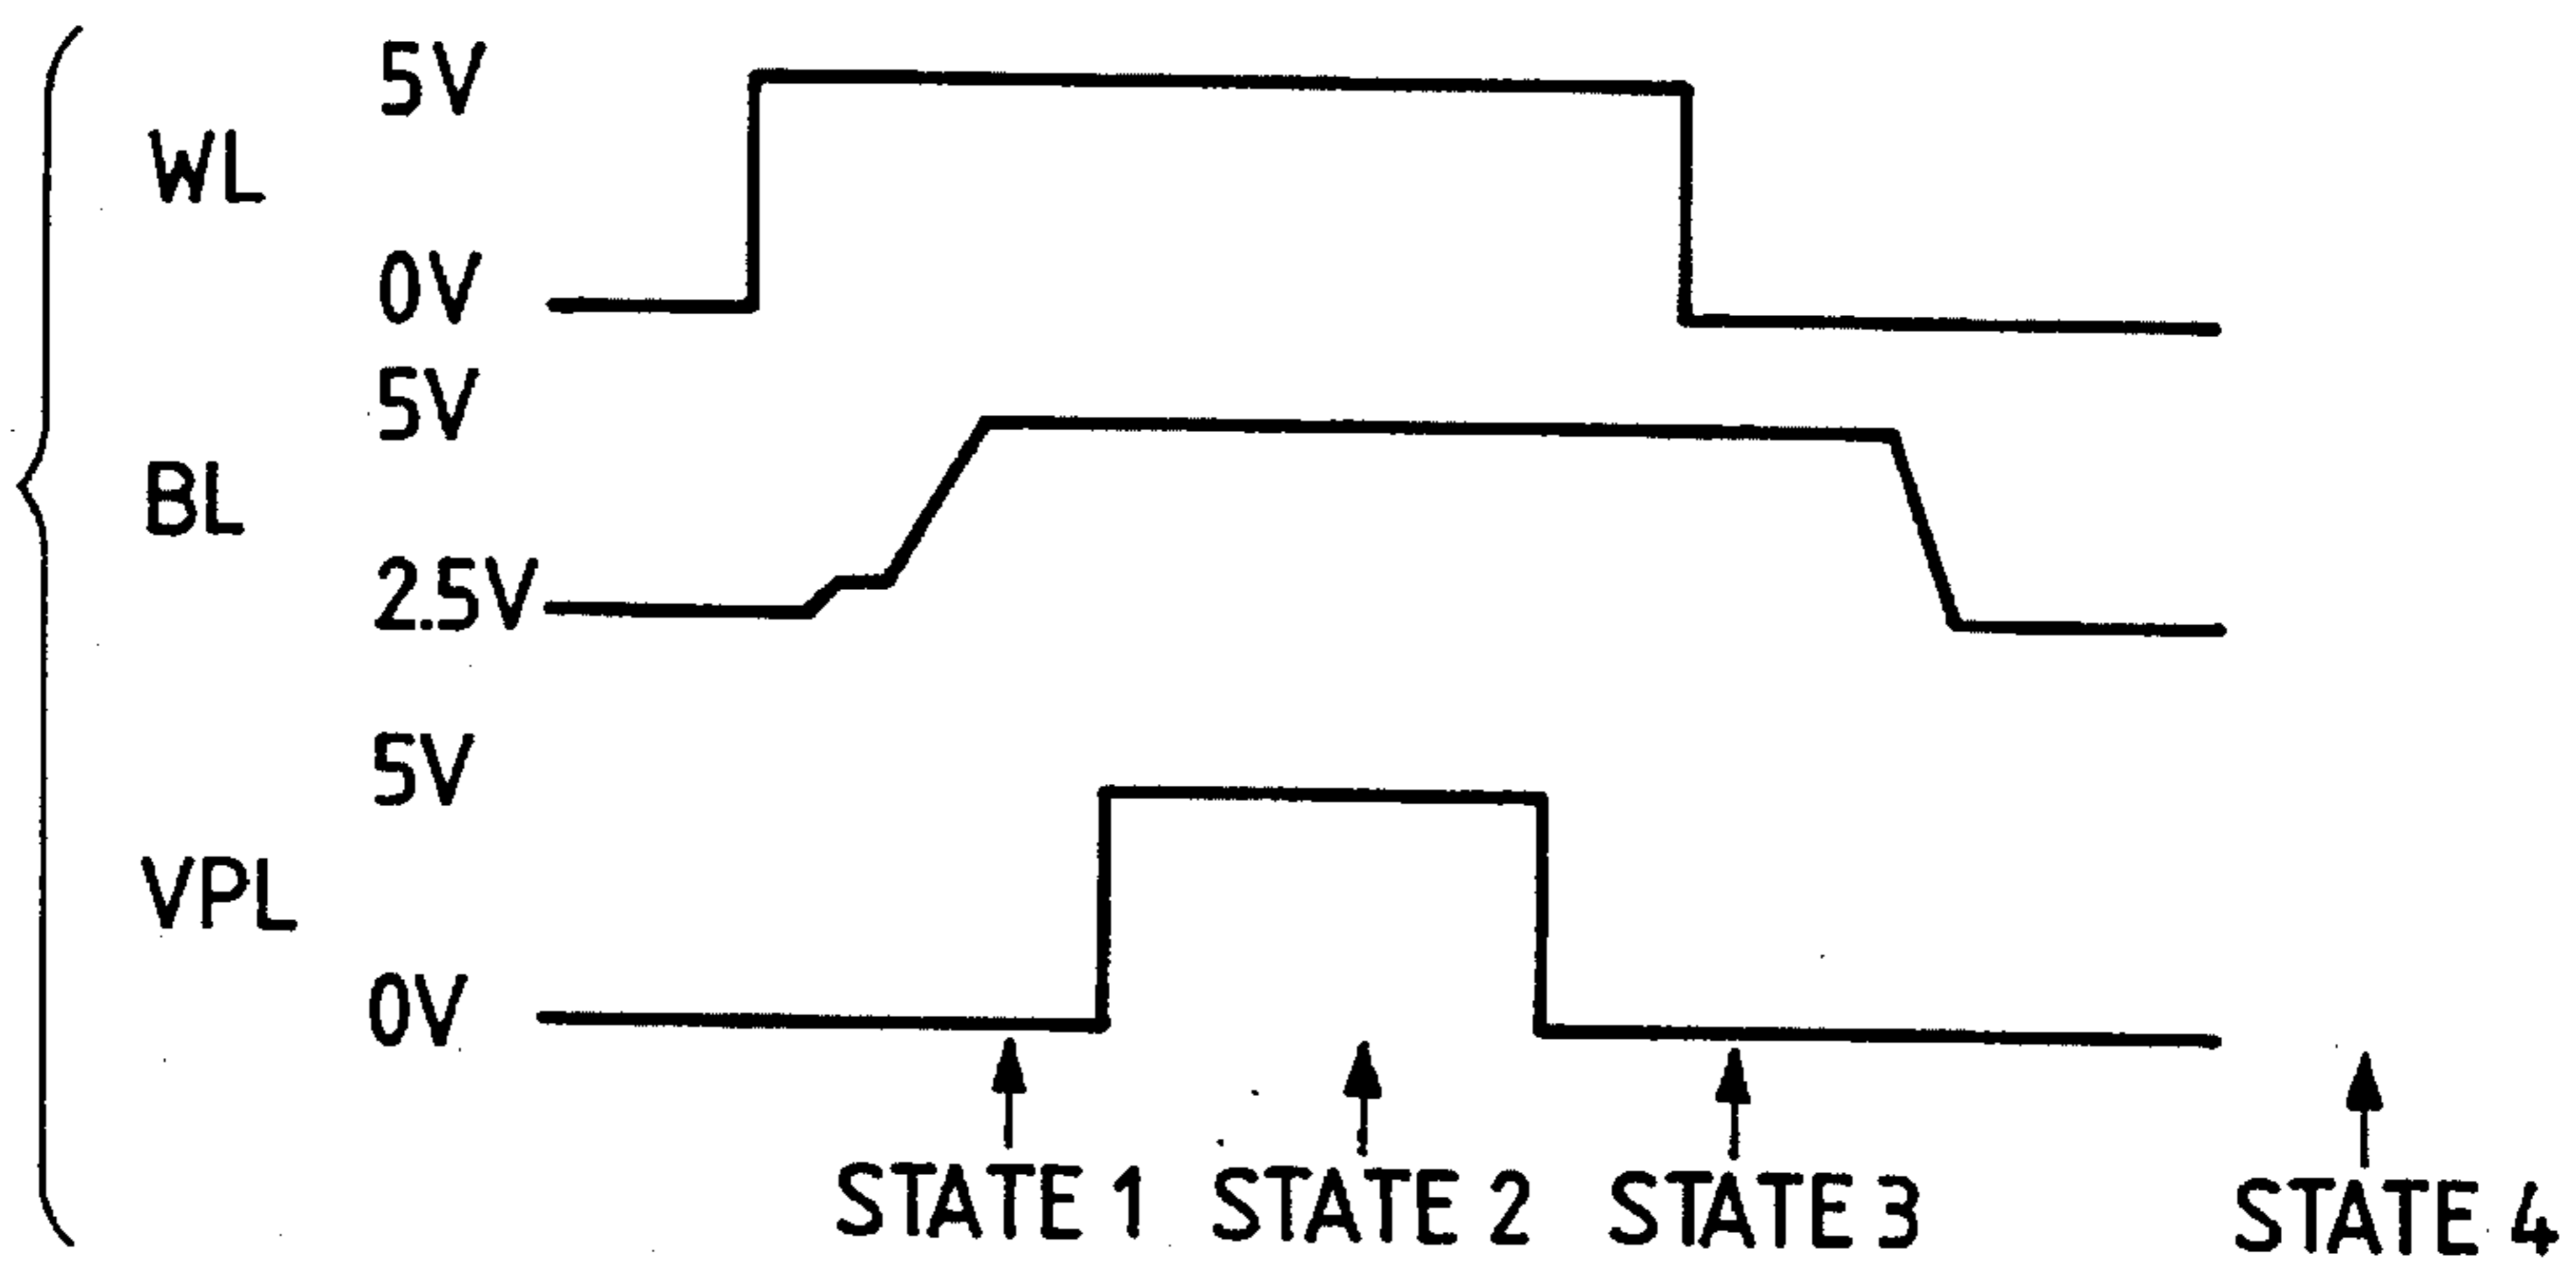 5V
WL
0V
5V
BL
2.5V
5V
VPL
0V
STATE 1 STATE 2 STATE 3 STATE 4